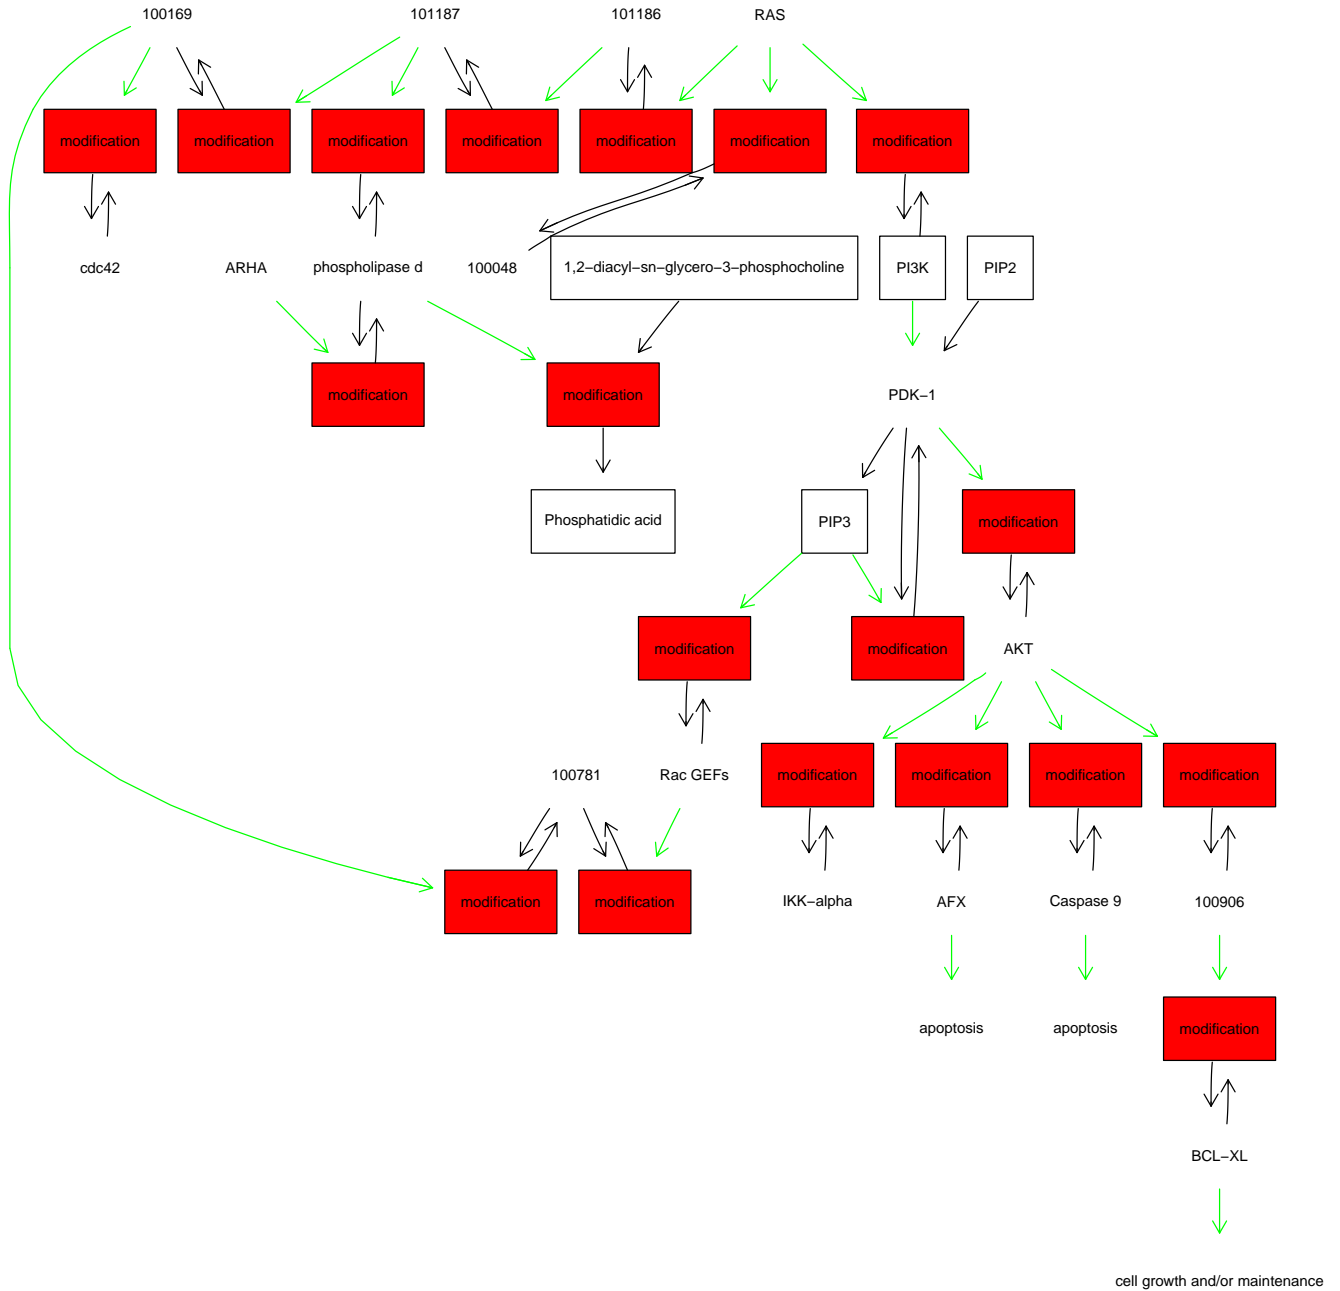 100169
101187
101186
RAS
modification
modification
modification
modification
modification
modification
modification
cdc42
ARHA
phospholipase d
100048
1,2−diacyl−sn−glycero−3−phosphocholine
PI3K
PIP2
modification
modification
PDK−1
Phosphatidic acid
PIP3
modification
modification
modification
AKT
100781
Rac GEFs
modification
modification
modification
modification
modification
modification
IKK−alpha
AFX
Caspase 9
100906
apoptosis
apoptosis
modification
BCL−XL
cell growth and/or maintenance